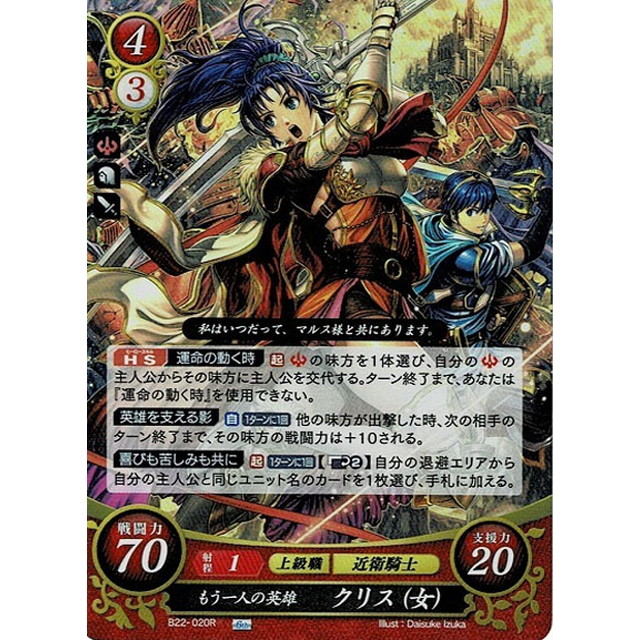 4
3
私はいつだって、マルス様と共にあります。
HS 運命の動く時 起 の味方を1体選び、自分の の
主人公からその味方に主人公を交代する。ターン終了まで、あなたは
『運命の動く時』を使用できない。
英雄を支える影 自 1ターンに1回 他の味方が出撃した時、次の相手の
ターン終了まで、その味方の戦闘力は+10される。
喜びも苦しみも共に 起 1ターンに1回 【 2】自分の退避エリアから
自分の主人公と同じユニット名のカードを1枚選び、手札に加える。
戦闘力 70
射程 1 上級職 近衛騎士
支援力 20
もう一人の英雄 クリス(女)
B22-020R 6th Illust:Daisuke Izuka